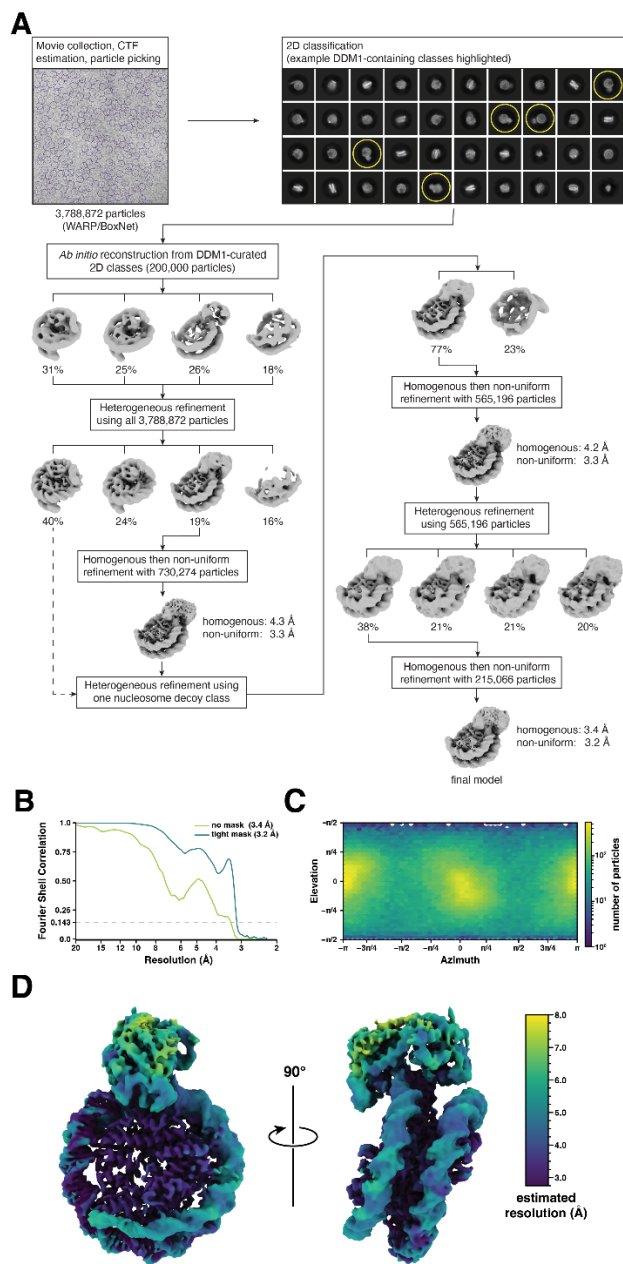 A
Movie collection, CTF
estimation, particle picking
2D classification
(example DDM1-containing classes highlighted)
3,788,872 particles
(WARP/BoxNet)
Ab initio reconstruction from DDM1-curated
2D classes (200,000 particles)
31% 25% 26% 18%
Heterogeneous refinement
using all 3,788,872 particles
40% 24% 19% 16%
Homogenous then non-uniform
refinement with 730,274 particles
homogenous: 4.3 Å
non-uniform: 3.3 Å
Heterogeneous refinement using
one nucleosome decoy class
77% 23%
Homogenous then non-uniform
refinement with 565,196 particles
homogenous: 4.2 Å
non-uniform: 3.3 Å
Heterogenous refinement
using 565,196 particles
38% 21% 21% 20%
Homogenous then non-uniform
refinement with 215,066 particles
homogenous: 3.4 Å
non-uniform: 3.2 Å
final model
B
no mask (3.4 Å)
tight mask (3.2 Å)
Fourier Shell Correlation
1.0
0.75
0.50
0.25
0.143
0.0
20 15 12 10 8 6 5 4 3 2
Resolution (Å)
C
Elevation
π/2
π/4
0
−π/4
−π/2
−π −3π/4 −π/2 −π/4 0 π/4 π/2 3π/4 π
Azimuth
10²
10¹
10⁰
number of particles
D
90°
8.0
7.0
6.0
5.0
4.0
3.0
estimated
resolution (Å)